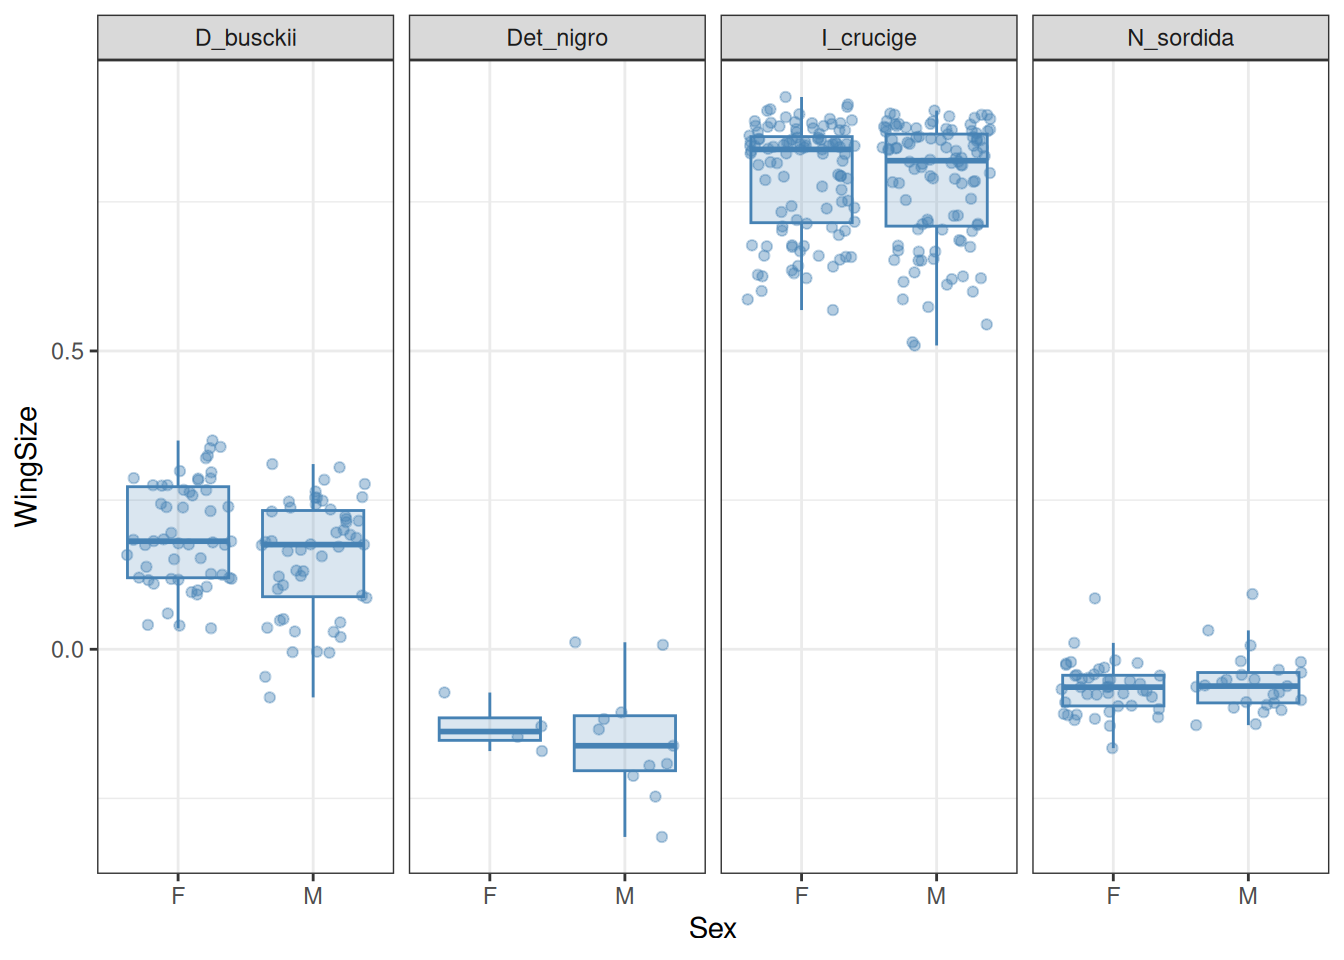 D_busckii Det_nigro I_crucige N_sordida
WingSize
0.5
0.0
F M F M F M F M
Sex